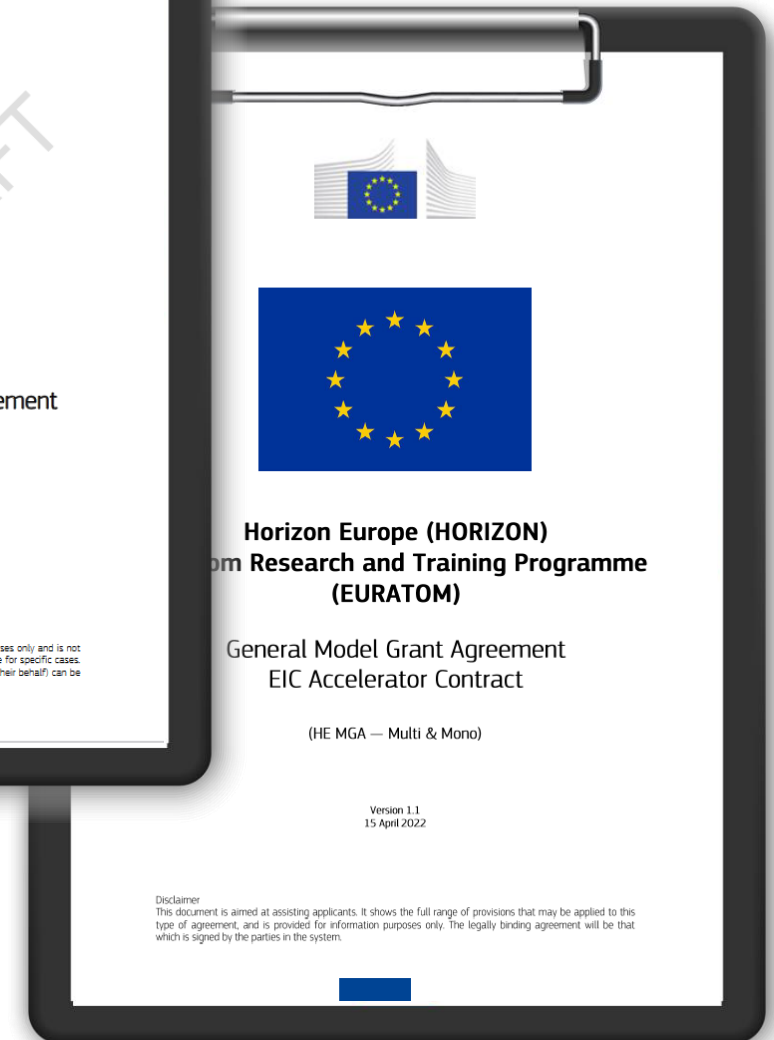 ement
ses only and is not
e for specific cases.
heir behalf) can be
Horizon Europe (HORIZON)
om Research and Training Programme
(EURATOM)
General Model Grant Agreement
EIC Accelerator Contract
(HE MGA — Multi & Mono)
Version 1.1
15 April 2022
Disclaimer
This document is aimed at assisting applicants. It shows the full range of provisions that may be applied to this
type of agreement, and is provided for information purposes only. The legally binding agreement will be that
which is signed by the parties in the system.